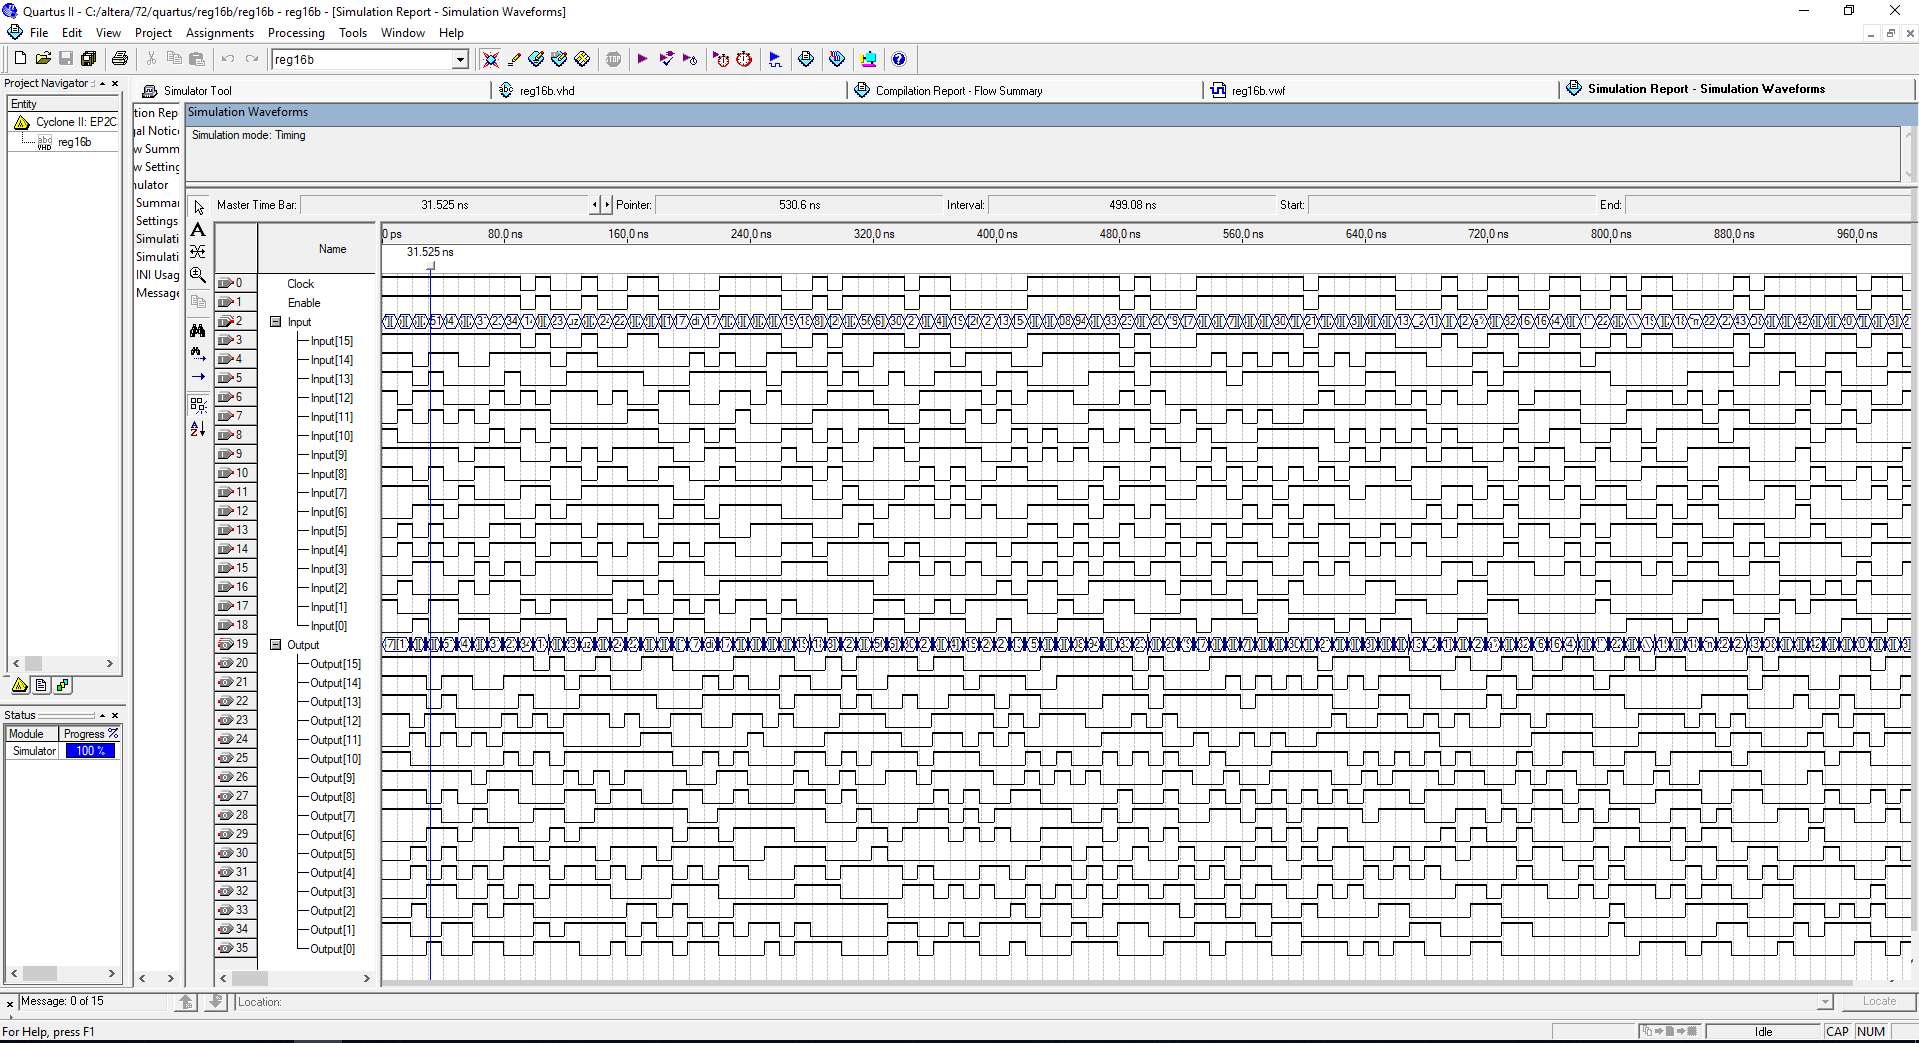 Quartus II - C:/altera/72/quartus/reg16b/reg16b - reg16b - [Simulation Report - Simulation Waveforms]
File Edit View Project Assignments Processing Tools Window Help
reg16b
Project Navigator
Entity
Cyclone II: EP2C
reg16b
Simulator Tool
reg16b.vhd
Compilation Report - Flow Summary
reg16b.vwf
Simulation Report - Simulation Waveforms
tion Rep
gal Notice
w Summ
w Setting
nulator
Summar
Settings
Simulati
Simulati
INI Usag
Message
Simulation Waveforms
Simulation mode: Timing
Master Time Bar: 31.525 ns Pointer: 530.6 ns Interval: 499.08 ns Start: End:
Name
0 ps 80.0 ns 160.0 ns 240.0 ns 320.0 ns 400.0 ns 480.0 ns 560.0 ns 640.0 ns 720.0 ns 800.0 ns 880.0 ns 960.0 ns
31.525 ns
0 Clock
1 Enable
2 Input
3 Input[15]
4 Input[14]
5 Input[13]
6 Input[12]
7 Input[11]
8 Input[10]
9 Input[9]
10 Input[8]
11 Input[7]
12 Input[6]
13 Input[5]
14 Input[4]
15 Input[3]
16 Input[2]
17 Input[1]
18 Input[0]
19 Output
20 Output[15]
21 Output[14]
22 Output[13]
23 Output[12]
24 Output[11]
25 Output[10]
26 Output[9]
27 Output[8]
28 Output[7]
29 Output[6]
30 Output[5]
31 Output[4]
32 Output[3]
33 Output[2]
34 Output[1]
35 Output[0]
Status
Module Progress %
Simulator 100 %
Message: 0 of 15
Location:
Locate
For Help, press F1
Idle
CAP NUM